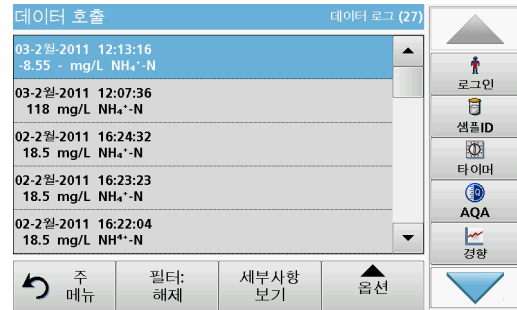 데이터 호출
데이터 로그 (27)
03-2월-2011 12:13:16
-8.55 - mg/L NH₄⁺-N
03-2월-2011 12:07:36
118 mg/L NH₄⁺-N
02-2월-2011 16:24:32
18.5 mg/L NH₄⁺-N
02-2월-2011 16:23:23
18.5 mg/L NH₄⁺-N
02-2월-2011 16:22:04
18.5 mg/L NH⁴⁺-N
로그인
샘플ID
타이머
AQA
경향
주
메뉴
필터:
해제
세부사항
보기
옵션